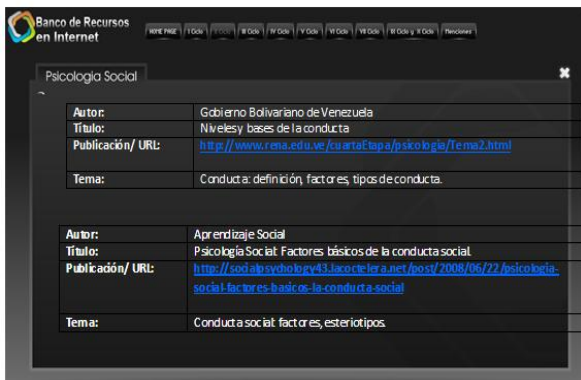 Banco de Recursos
en Internet
HOME PAGE I Ciclo II Ciclo III Ciclo IV Ciclo V Ciclo VI Ciclo VII Ciclo IX Ciclo y X Ciclo Menciones
Psicologia Social
Autor: Gobierno Bolivariano de Venezuela
Título: Niveles y bases de la conducta
Publicación/ URL: http://www.rena.edu.ve/cuartaEtapa/psicologia/Tema2.html
Tema: Conducta: definición, factores, tipos de conducta.
Autor: Aprendizaje Social
Título: Psicología Social: Factores básicos de la conducta social.
Publicación/ URL: http://socialpsychology43.lacoctelera.net/post/2008/06/22/psicologia-
social-factores-basicos-la-conducta-social
Tema: Conducta social: factores, esteriotipos.